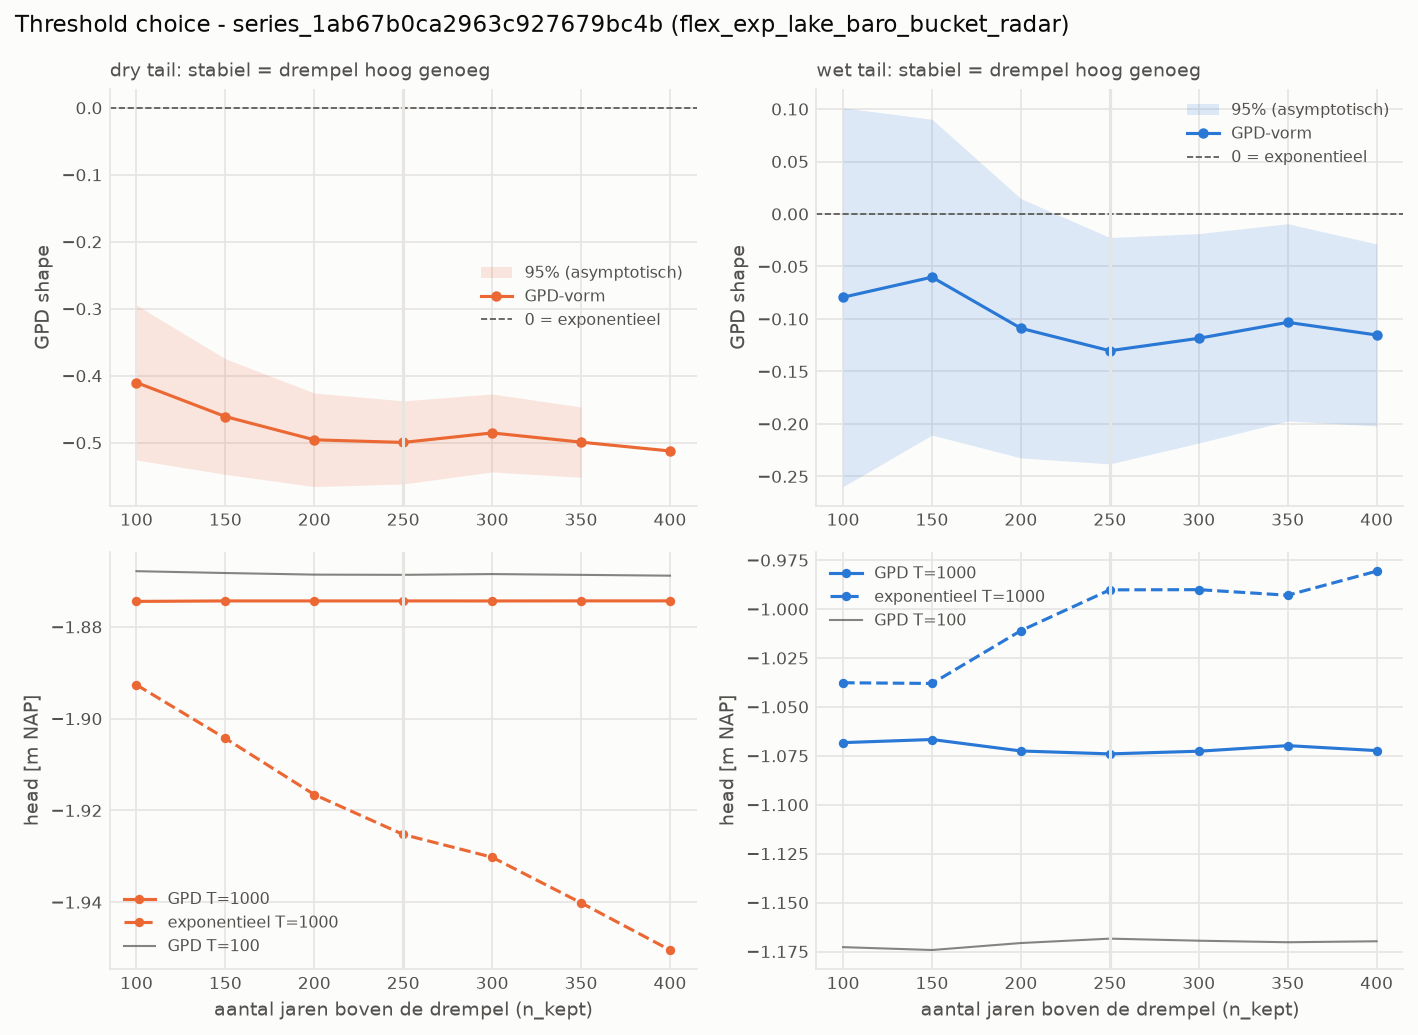 Threshold choice - series_1ab67b0ca2963c927679bc4b (flex_exp_lake_baro_bucket_radar)
dry tail: stabiel = drempel hoog genoeg
GPD shape
0.0
−0.1
−0.2
−0.3
−0.4
−0.5
95% (asymptotisch)
GPD-vorm
0 = exponentieel
100 150 200 250 300 350 400
wet tail: stabiel = drempel hoog genoeg
GPD shape
0.10
0.05
0.00
−0.05
−0.10
−0.15
−0.20
−0.25
95% (asymptotisch)
GPD-vorm
0 = exponentieel
100 150 200 250 300 350 400
head [m NAP]
−1.88
−1.90
−1.92
−1.94
GPD T=1000
exponentieel T=1000
GPD T=100
100 150 200 250 300 350 400
aantal jaren boven de drempel (n_kept)
head [m NAP]
−0.975
−1.000
−1.025
−1.050
−1.075
−1.100
−1.125
−1.150
−1.175
GPD T=1000
exponentieel T=1000
GPD T=100
100 150 200 250 300 350 400
aantal jaren boven de drempel (n_kept)